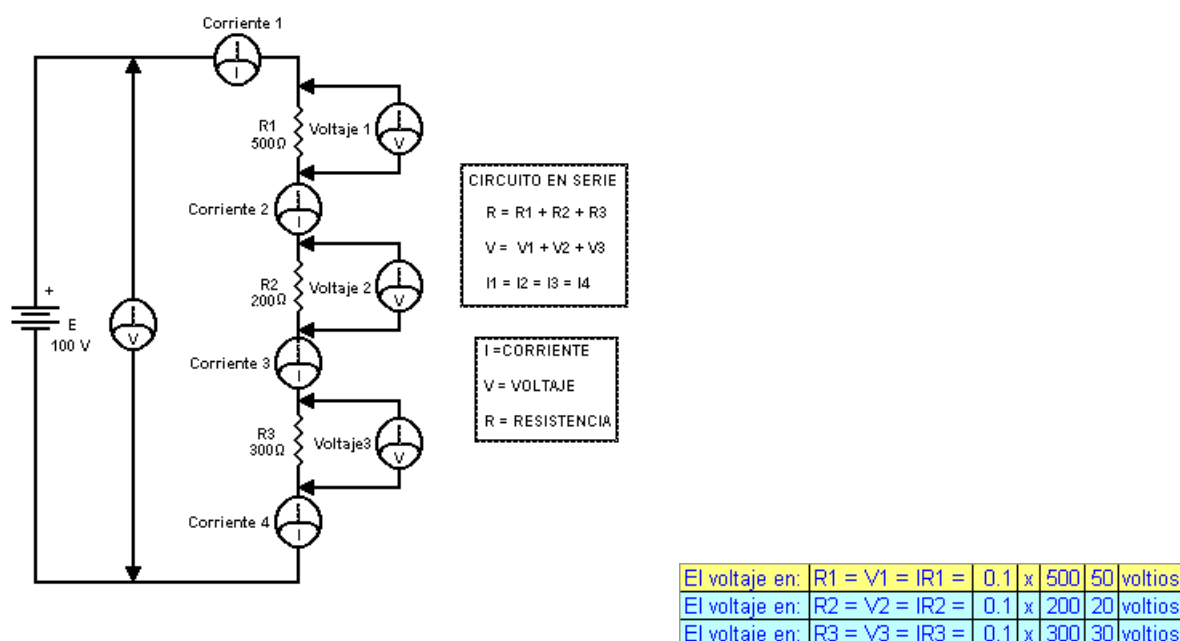 Corriente 1
I
R1
500Ω
Voltaje 1
V
Corriente 2
I
R2
200Ω
Voltaje 2
V
+
E
100 V
V
Corriente 3
I
R3
300Ω
Voltaje3
V
Corriente 4
I
CIRCUITO EN SERIE
R = R1 + R2 + R3
V = V1 + V2 + V3
I1 = I2 = I3 = I4
I =CORRIENTE
V = VOLTAJE
R = RESISTENCIA
El voltaje en: R1 = V1 = IR1 = 0.1 x 500 50 voltios
El voltaje en: R2 = V2 = IR2 = 0.1 x 200 20 voltios
El voltaje en: R3 = V3 = IR3 = 0.1 x 300 30 voltios